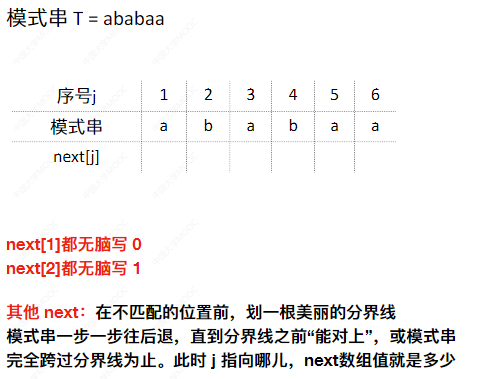 模式串 T = ababaa
序号j 1 2 3 4 5 6
模式串 a b a b a a
next[j]
next[1]都无脑写 0
next[2]都无脑写 1
其他 next：在不匹配的位置前，划一根美丽的分界线
模式串一步一步往后退，直到分界线之前“能对上”，或模式串
完全跨过分界线为止。此时 j 指向哪儿，next数组值就是多少